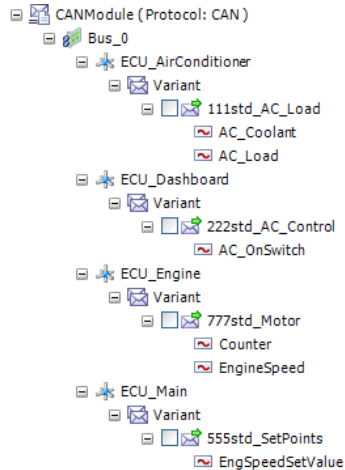 CANModule ( Protocol: CAN )
Bus_0
ECU_AirConditioner
Variant
111std_AC_Load
AC_Coolant
AC_Load
ECU_Dashboard
Variant
222std_AC_Control
AC_OnSwitch
ECU_Engine
Variant
777std_Motor
Counter
EngineSpeed
ECU_Main
Variant
555std_SetPoints
EngSpeedSetValue